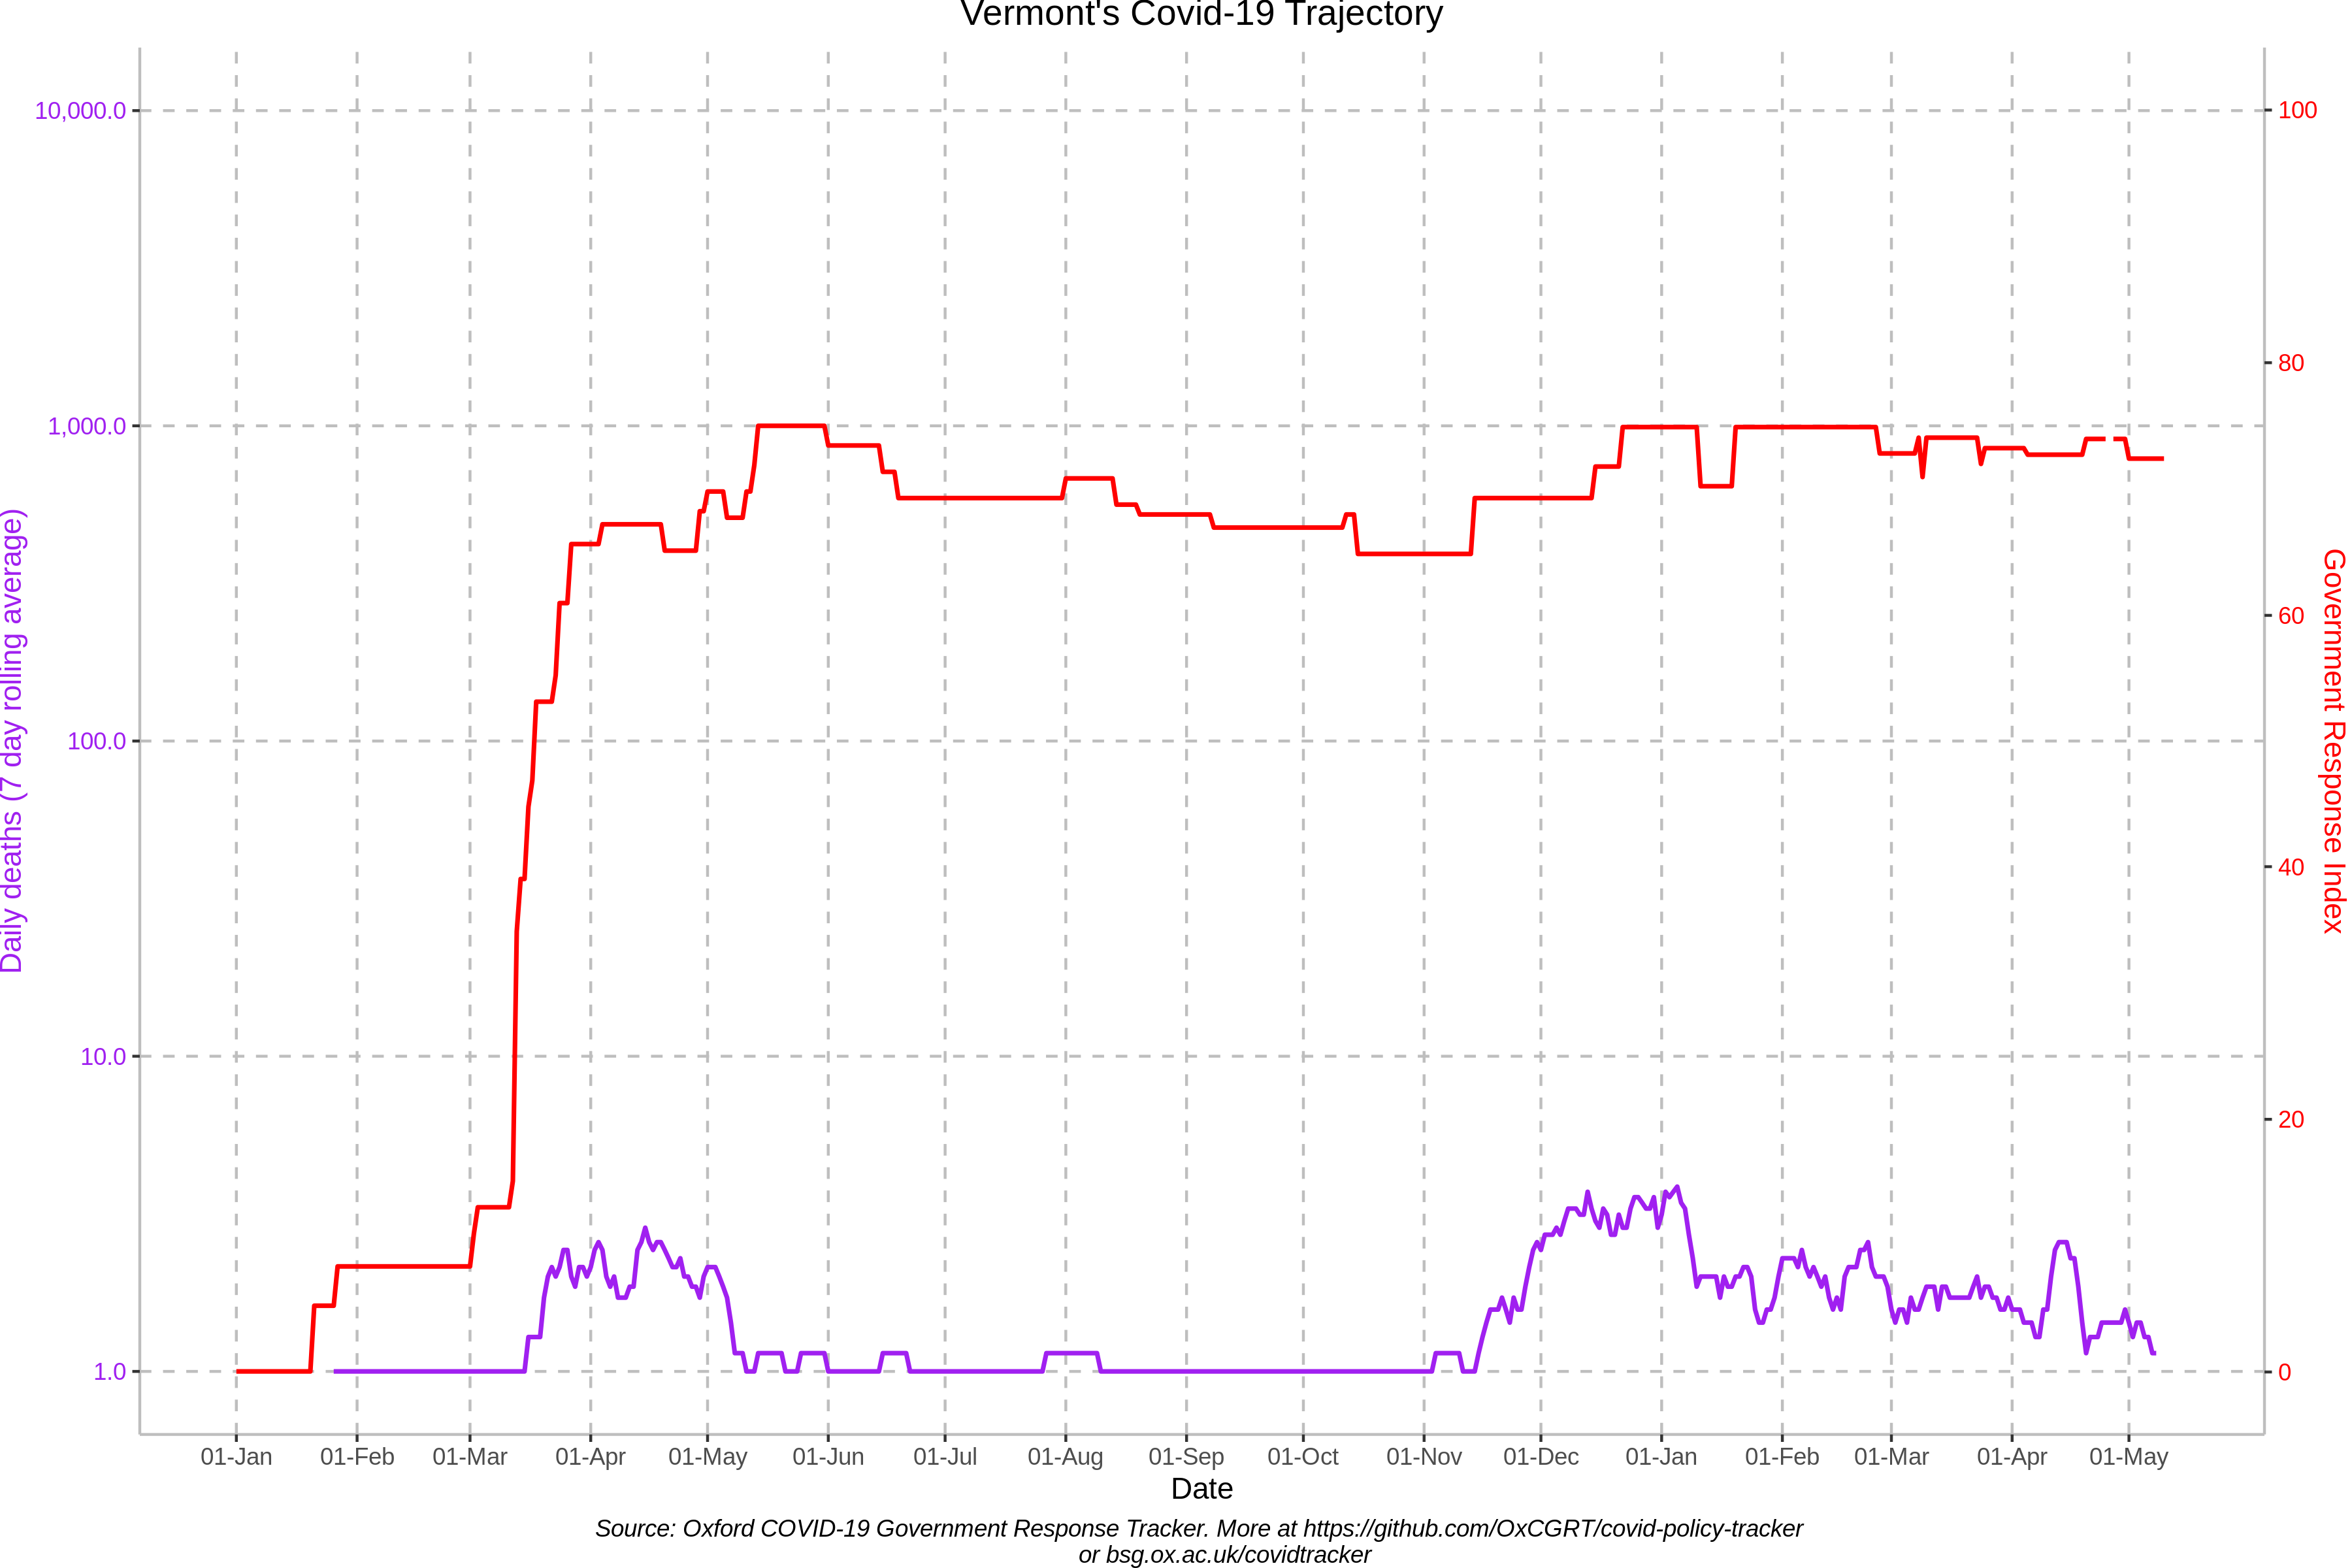 Vermont's Covid-19 Trajectory
10,000.0
1,000.0
100.0
10.0
1.0
Daily deaths (7 day rolling average)
100
80
60
40
20
0
Government Response Index
01-Jan 01-Feb 01-Mar 01-Apr 01-May 01-Jun 01-Jul 01-Aug 01-Sep 01-Oct 01-Nov 01-Dec 01-Jan 01-Feb 01-Mar 01-Apr 01-May
Date
Source: Oxford COVID-19 Government Response Tracker. More at https://github.com/OxCGRT/covid-policy-tracker
or bsg.ox.ac.uk/covidtracker